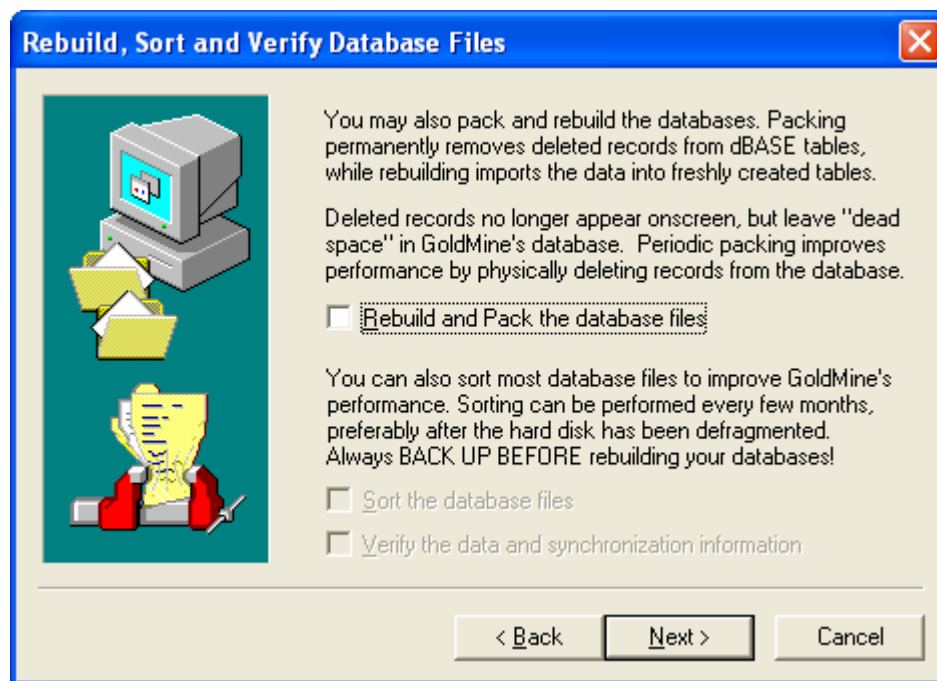 Rebuild, Sort and Verify Database Files
You may also pack and rebuild the databases. Packing
permanently removes deleted records from dBASE tables,
while rebuilding imports the data into freshly created tables.
Deleted records no longer appear onscreen, but leave "dead
space" in GoldMine's database.  Periodic packing improves
performance by physically deleting records from the database.
Rebuild and Pack the database files
You can also sort most database files to improve GoldMine's
performance. Sorting can be performed every few months,
preferably after the hard disk has been defragmented.
Always BACK UP BEFORE rebuilding your databases!
Sort the database files
Verify the data and synchronization information
< Back
Next >
Cancel